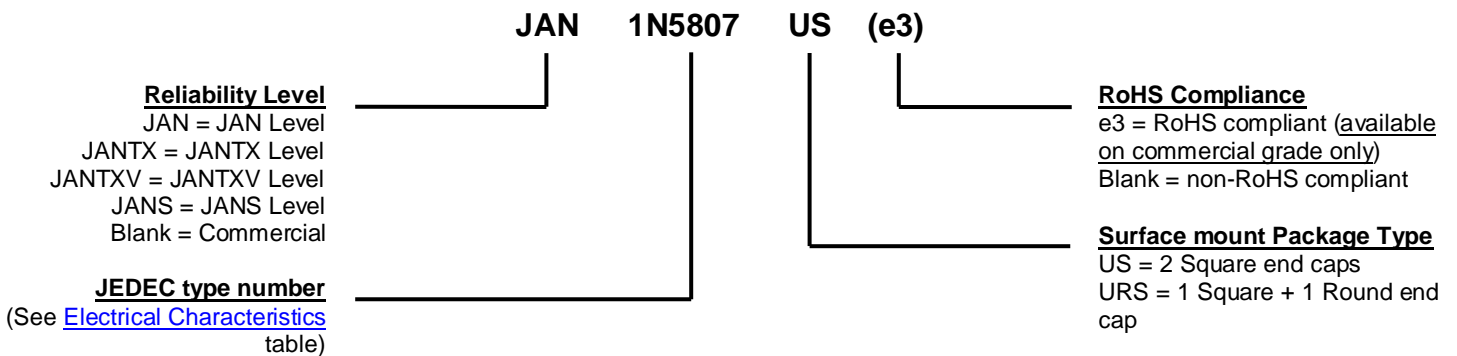 JAN 1N5807 US (e3)
Reliability Level
JAN = JAN Level
JANTX = JANTX Level
JANTXV = JANTXV Level
JANS = JANS Level
Blank = Commercial
JEDEC type number
(See Electrical Characteristics
table)
RoHS Compliance
e3 = RoHS compliant (available
on commercial grade only)
Blank = non-RoHS compliant
Surface mount Package Type
US = 2 Square end caps
URS = 1 Square + 1 Round end
cap